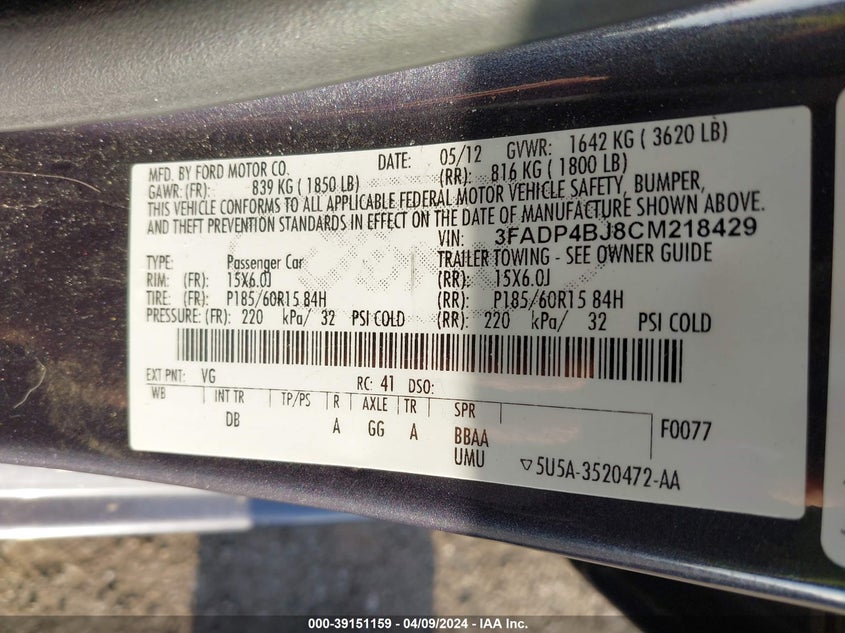 MFD. BY FORD MOTOR CO. DATE: 05/12 GVWR: 1642 KG ( 3620 LB)
GAWR: (FR): 839 KG ( 1850 LB) (RR): 816 KG ( 1800 LB)
THIS VEHICLE CONFORMS TO ALL APPLICABLE FEDERAL MOTOR VEHICLE SAFETY, BUMPER,
AND THEFT PREVENTION STANDARDS IN EFFECT ON THE DATE OF MANUFACTURE SHOWN ABOVE.
VIN: 3FADP4BJ8CM218429
TYPE: Passenger Car TRAILER TOWING - SEE OWNER GUIDE
RIM: (FR): 15X6.0J (RR): 15X6.0J
TIRE: (FR): P185/60R15 84H (RR): P185/60R15 84H
PRESSURE: (FR): 220 kPa/ 32 PSI COLD (RR): 220 kPa/ 32 PSI COLD
EXT PNT: VG RC: 41 DSO:
WB INT TR TP/PS R AXLE TR SPR
DB A GG A BBAA F0077
UMU ▽5U5A-3520472-AA
000-39151159 - 04/09/2024 - IAA Inc.